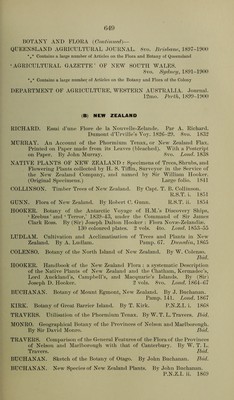 649
BOTANY AND FLORA (Continued):—
QUEENSLAND AGRICULTURAL JOURNAL. 8vo. Brisbane, 1897-1900
*** Contains a large number of Articles on the Flora and Botany of Queensland
'AGRICULTURAL GAZETTE' OF NEW SOUTH WALES.
8vo. Sydney, 1891-1900
*** Contains a large number of Articles on the Botany and Flora of the Colony
DEPARTMENT OF AGRICULTURE, WESTERN AUSTRALIA. Journal.
12mo. Perth, 1899-1900
(B) NEW ZEALAND
RICHARD. Essai d'une Flore de la Nouvelle-Zélande. Par A. Richard.
Dumont d'Urville's Voy. 1826-29. 8vo. 1832
MURRAY. An Account of the Phormium Tenax, or New Zealand Flax,
Printed on Paper made from its Leaves (bleached), With a Postscript
on Paper. By John Murray. 8vo. Lond. 1838
NATIVE PLANTS OF NEW ZEALAND: Specimens of Trees, Shrubs, and
Flowering Plants collected by H. N. Tiffin, Surveyor in the Service of
the New Zealand Company, and named by Sir William Hooker.
(Original Specimens.) Large folio. 1841
COLLINSON. Timber Trees of New Zealand. By Capt. T. B. Collinson.
R.S.T. i. 1851
GUNN. Flora of New Zealand. By Robert C. Gunn. R.S.T. ii. 1854
HOOKER. Botany of the Antarctic Voyage of H.M.'s Discovery Ships,
'Erebus' and 'Terror,' 1839-43, under the Command of Sir James
Clark Ross. By (Sir) Joseph Dalton Hooker: Flora Novæ-Zelandiæ.
130 coloured plates. 2 vols. 4to. Lond. 1853-55
LUDLAM. Cultivation and Acclimatisation of Trees and Plants in New
Zealand. By A. Ludlam. Pamp. 67. Dunedin, 1865
COLENSO. Botany of the North Island of New Zealand. By W. Colenso.
Ibid.
HOOKER. Handbook of the New Zealand Flora; a systematic Description
of the Native Plants of New Zealand and the Chatham, Kermadec's,
Lord Auckland's, Campbell's, and Macquarie's Islands. By (Sir)
Joseph D. Hooker. 2 vols. 8vo. Lond. 1864-67
BUCHANAN. Botany of Mount Egmont, New Zealand. By J. Buchanan.
Pamp. 141. Lond. 1867
KIRK. Botany of Great Barrier Island. By T. Kirk. P.N.Z.I. i. 1868
TRAVERS. Utilisation of the Phormium Tenax. By W. T. L. Travers. Ibid.
MONRO. Geographical Botany of the Provinces of Nelson and Marlborough.
By Sir David Monro. Ibid.
TRAVERS. Comparison of the General Features of the Flora of the Provinces
of Nelson and Marlborough with that of Canterbury. By W. T. L.
Travers. Ibid.
BUCHANAN. Sketch of the Botany of Otago. By John Buchanan. Ibid.
BUCHANAN. New Species of New Zealand Plants. By John Buchanan.
P.N.Z.I. ii. 1869